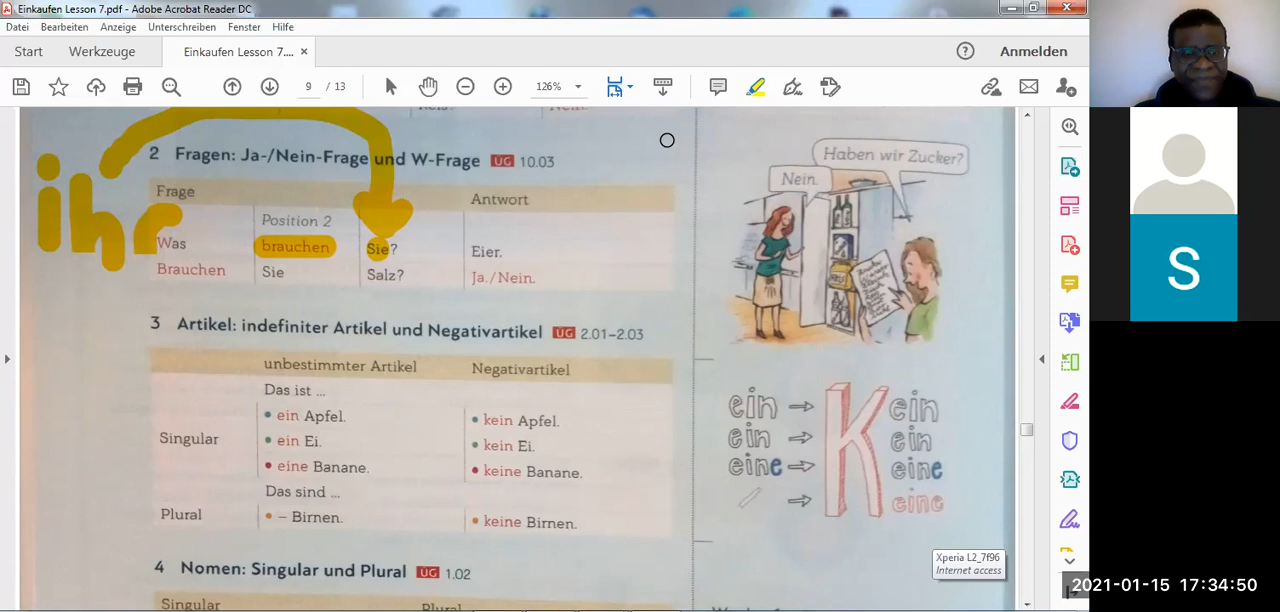 Einkaufen Lesson 7.pdf - Adobe Acrobat Reader DC
Datei Bearbeiten Anzeige Unterschreiben Fenster Hilfe
Start Werkzeuge Einkaufen Lesson 7.... × Anmelden
9 / 13 126%
2 Fragen: Ja-/Nein-Frage und W-Frage UG 10.03
ihr
Frage Antwort
Position 2
Was brauchen Sie? Eier.
Brauchen Sie Salz? Ja./Nein.
3 Artikel: indefiniter Artikel und Negativartikel UG 2.01–2.03
unbestimmter Artikel Negativartikel
Das ist ...
• ein Apfel. • kein Apfel.
Singular • ein Ei. • kein Ei.
• eine Banane. • keine Banane.
Das sind ...
Plural • – Birnen. • keine Birnen.
4 Nomen: Singular und Plural UG 1.02
Singular Plural
Haben wir Zucker?
Nein.
ein → K ein
ein → ein
eine → eine
/ → eine
Xperia L2_7f96
Internet access
S
2021-01-15 17:34:50